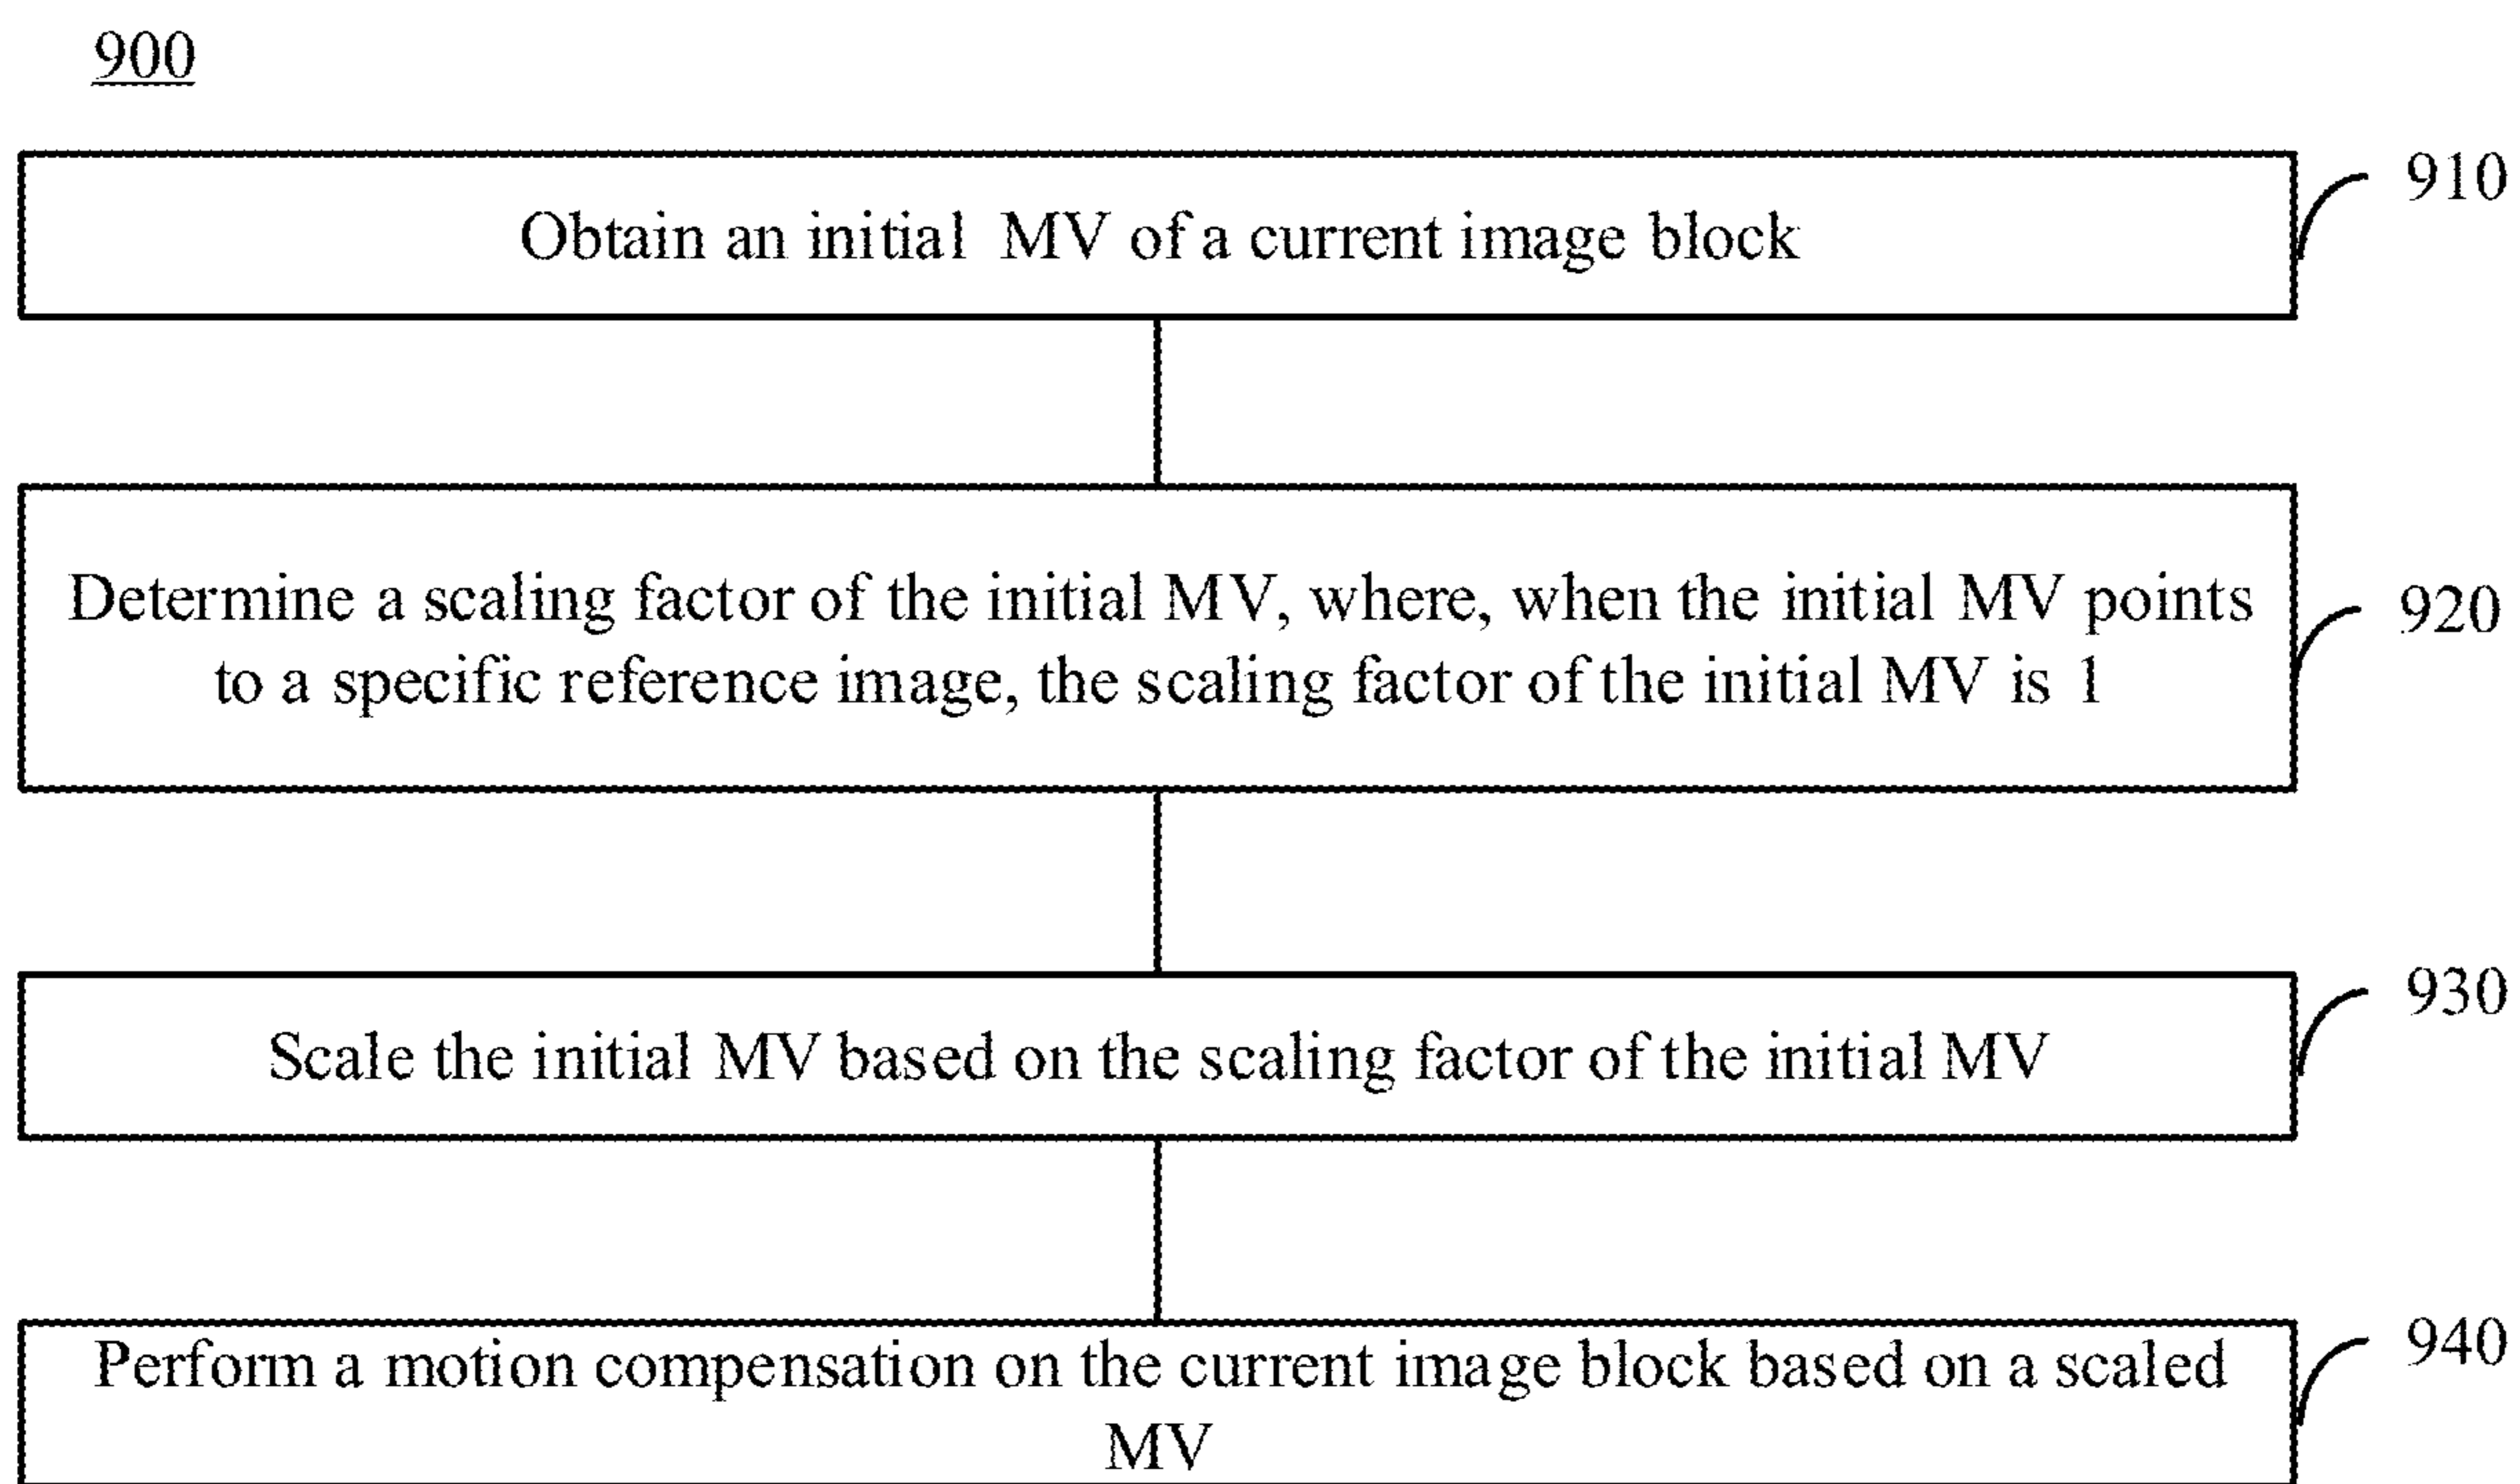 900
910
Obtain an initial MV of a current image block
Determine a scaling factor of the initial MV, where, when the initial MV points
920
to a specific reference image, the scaling factor of the initial MV is 1
930
Scale the initial MV based on the scaling factor of the initial MV
940
Perform a motion compensation on the current image block based on a scaled
MV